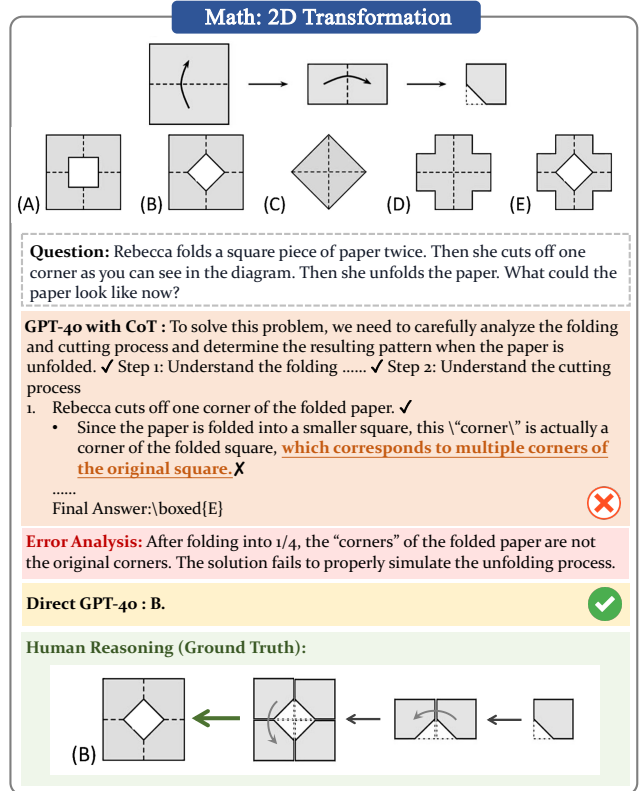 Math: 2D Transformation
(A)
(B)
(C)
(D)
(E)
Question: Rebecca folds a square piece of paper twice. Then she cuts off one
corner as you can see in the diagram. Then she unfolds the paper. What could the
paper look like now?
GPT-4o with CoT : To solve this problem, we need to carefully analyze the folding
and cutting process and determine the resulting pattern when the paper is
unfolded. ✓ Step 1: Understand the folding ...... ✓ Step 2: Understand the cutting
process
1. Rebecca cuts off one corner of the folded paper. ✓
• Since the paper is folded into a smaller square, this \“corner\” is actually a
corner of the folded square, which corresponds to multiple corners of
the original square.✗
......
Final Answer:\boxed{E}
Error Analysis: After folding into 1/4, the “corners” of the folded paper are not
the original corners. The solution fails to properly simulate the unfolding process.
Direct GPT-4o : B.
Human Reasoning (Ground Truth):
(B)